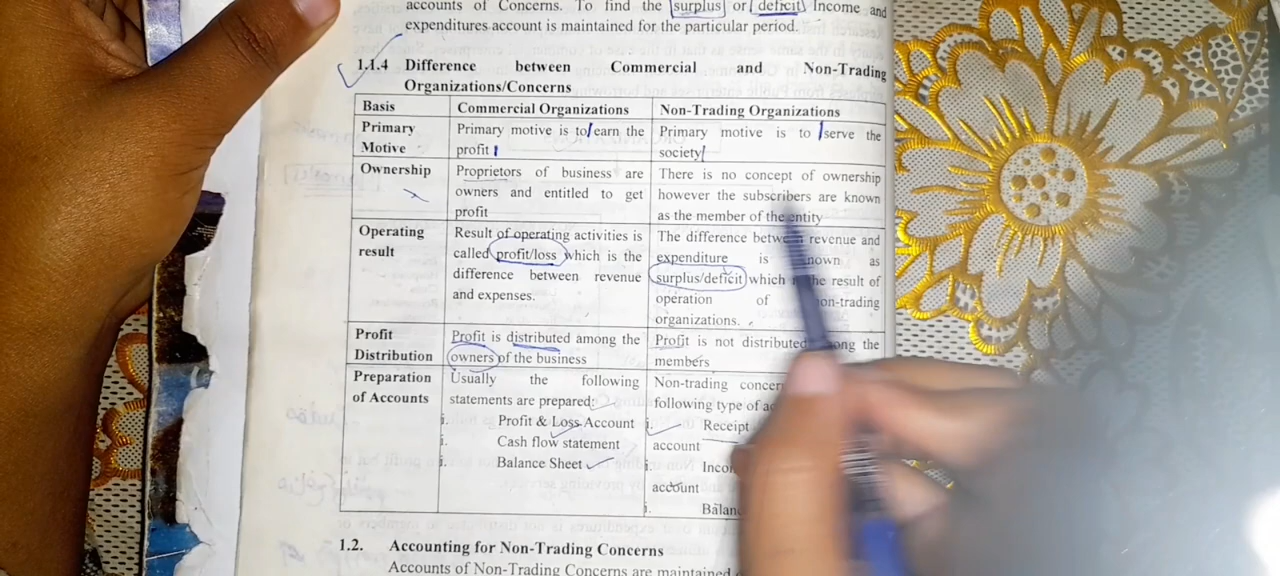 accounts of Concerns. To find the surplus or deficit Income and
expenditures account is maintained for the particular period.
1.1.4 Difference between Commercial and Non-Trading
Organizations/Concerns
Basis Commercial Organizations Non-Trading Organizations
Primary Motive
Primary motive is to earn the
profit
Primary motive is to serve the
society
Ownership
Proprietors of business are
owners and entitled to get
profit
There is no concept of ownership
however the subscribers are known
as the member of the entity
Operating
result
Result of operating activities is
called profit/loss which is the
difference between revenue
and expenses.
The difference between revenue and
expenditure is known as
surplus/deficit which the result of
operation of non-trading
organizations.
Profit
Distribution
Profit is distributed among the
owners of the business
Profit is not distributed among the
members
Preparation
of Accounts
Usually the following
statements are prepared:
i. Profit & Loss Account
i. Cash flow statement
i. Balance Sheet
Non-trading
following type of
i. Receipt
account
i.
account
i.
1.2. Accounting for Non-Trading Concerns
Accounts of Non-Trading Concerns are maintained